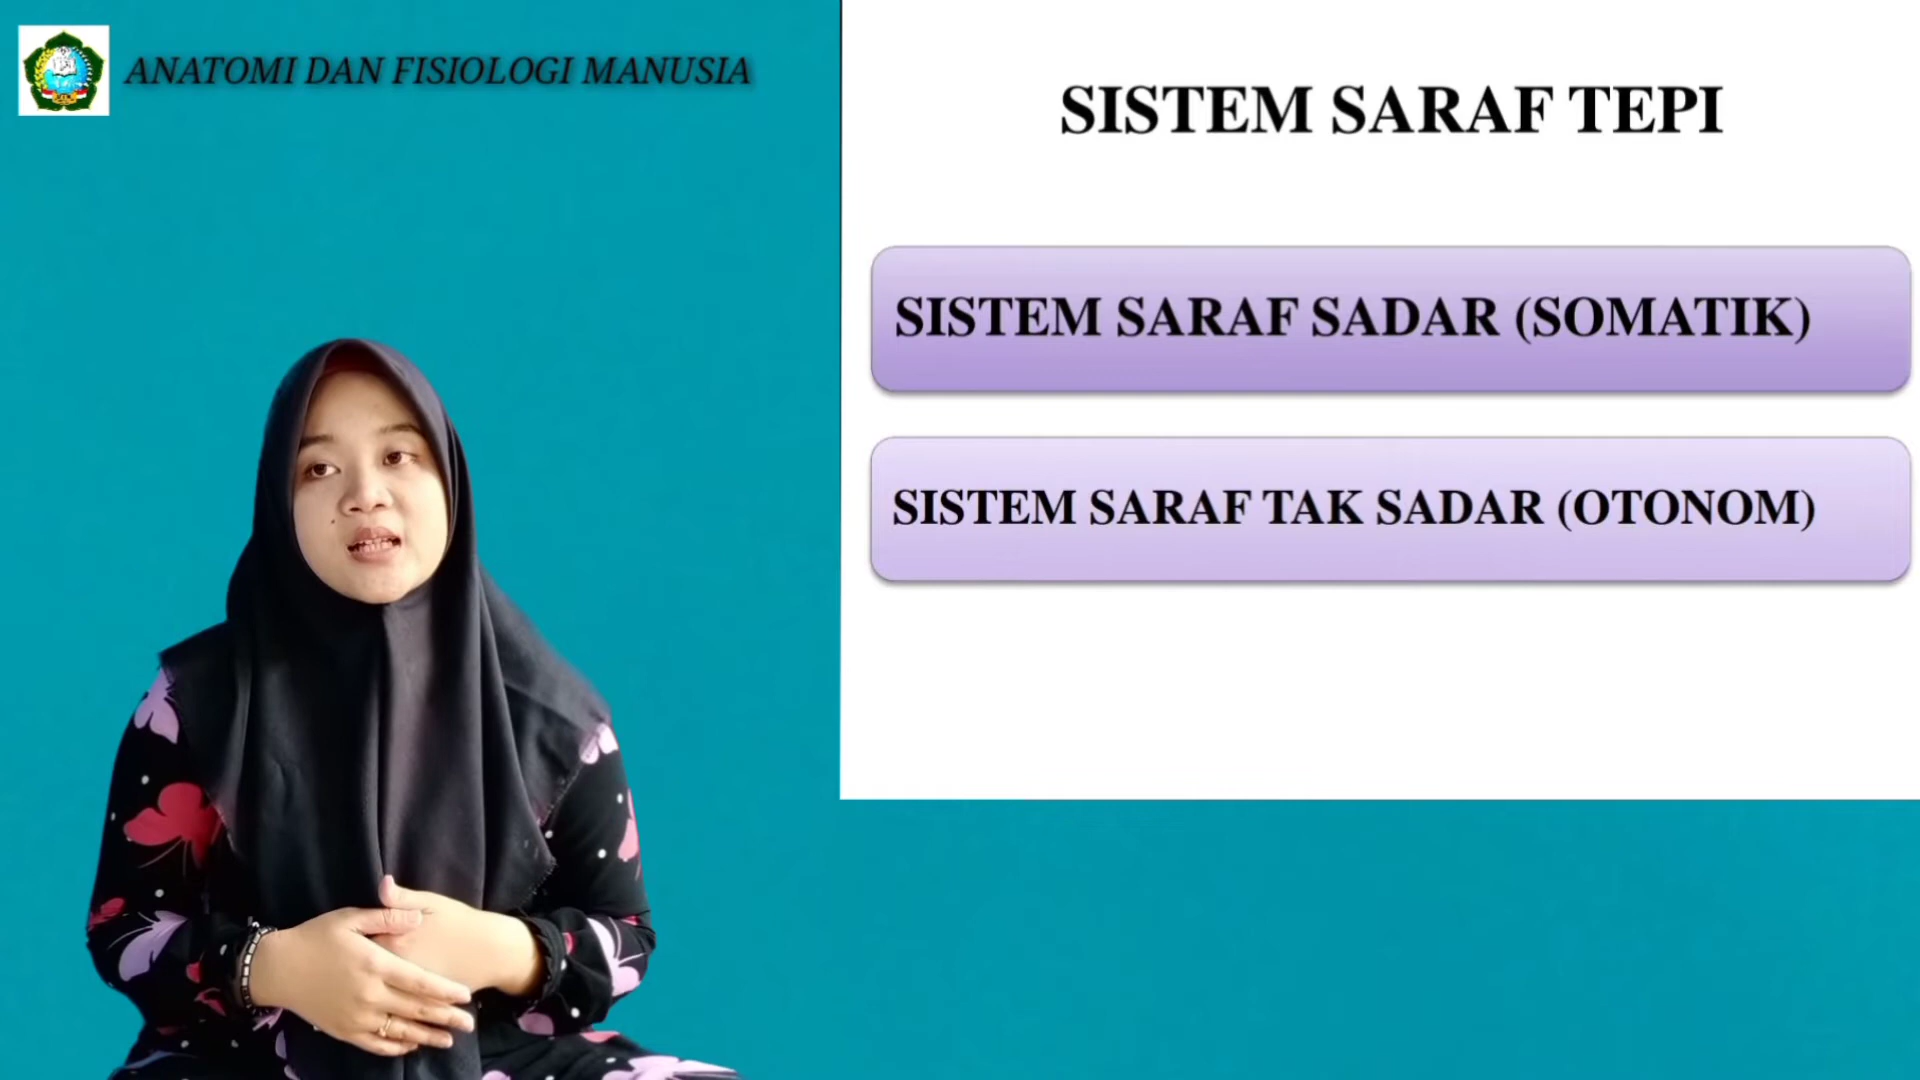 ANATOMI DAN FISIOLOGI MANUSIA
SISTEM SARAF TEPI
SISTEM SARAF SADAR (SOMATIK)
SISTEM SARAF TAK SADAR (OTONOM)